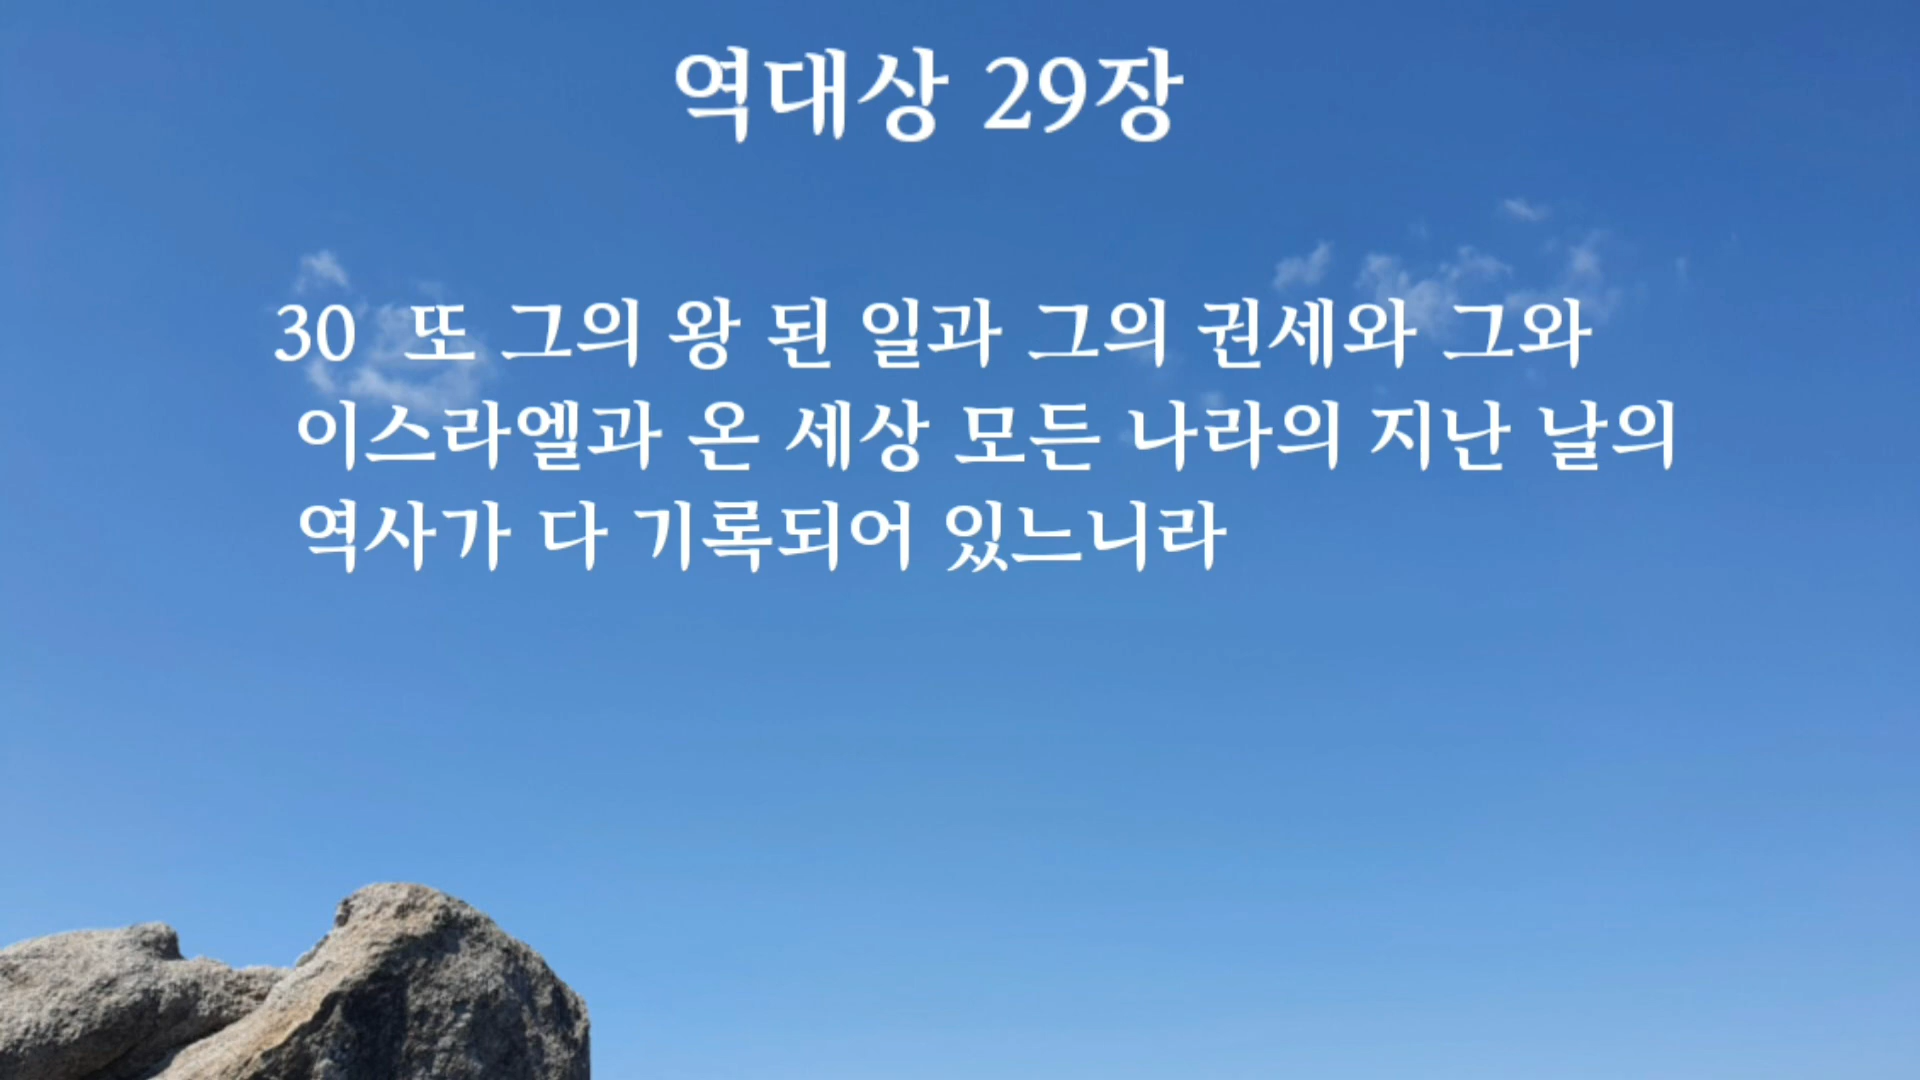 역대상 29장
30 또 그의 왕 된 일과 그의 권세와 그와
이스라엘과 온 세상 모든 나라의 지난 날의
역사가 다 기록되어 있느니라